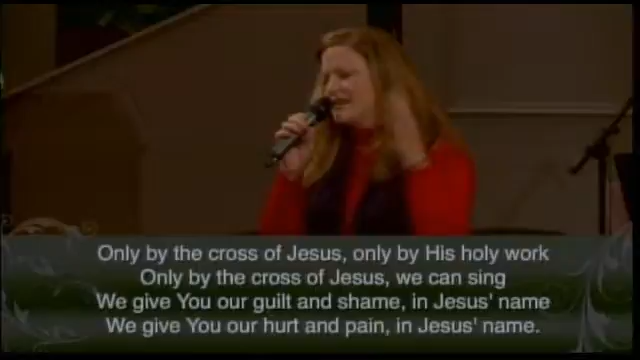 Only by the cross of Jesus, only by His holy work
Only by the cross of Jesus, we can sing
We give You our guilt and shame, in Jesus' name
We give You our hurt and pain, in Jesus' name.